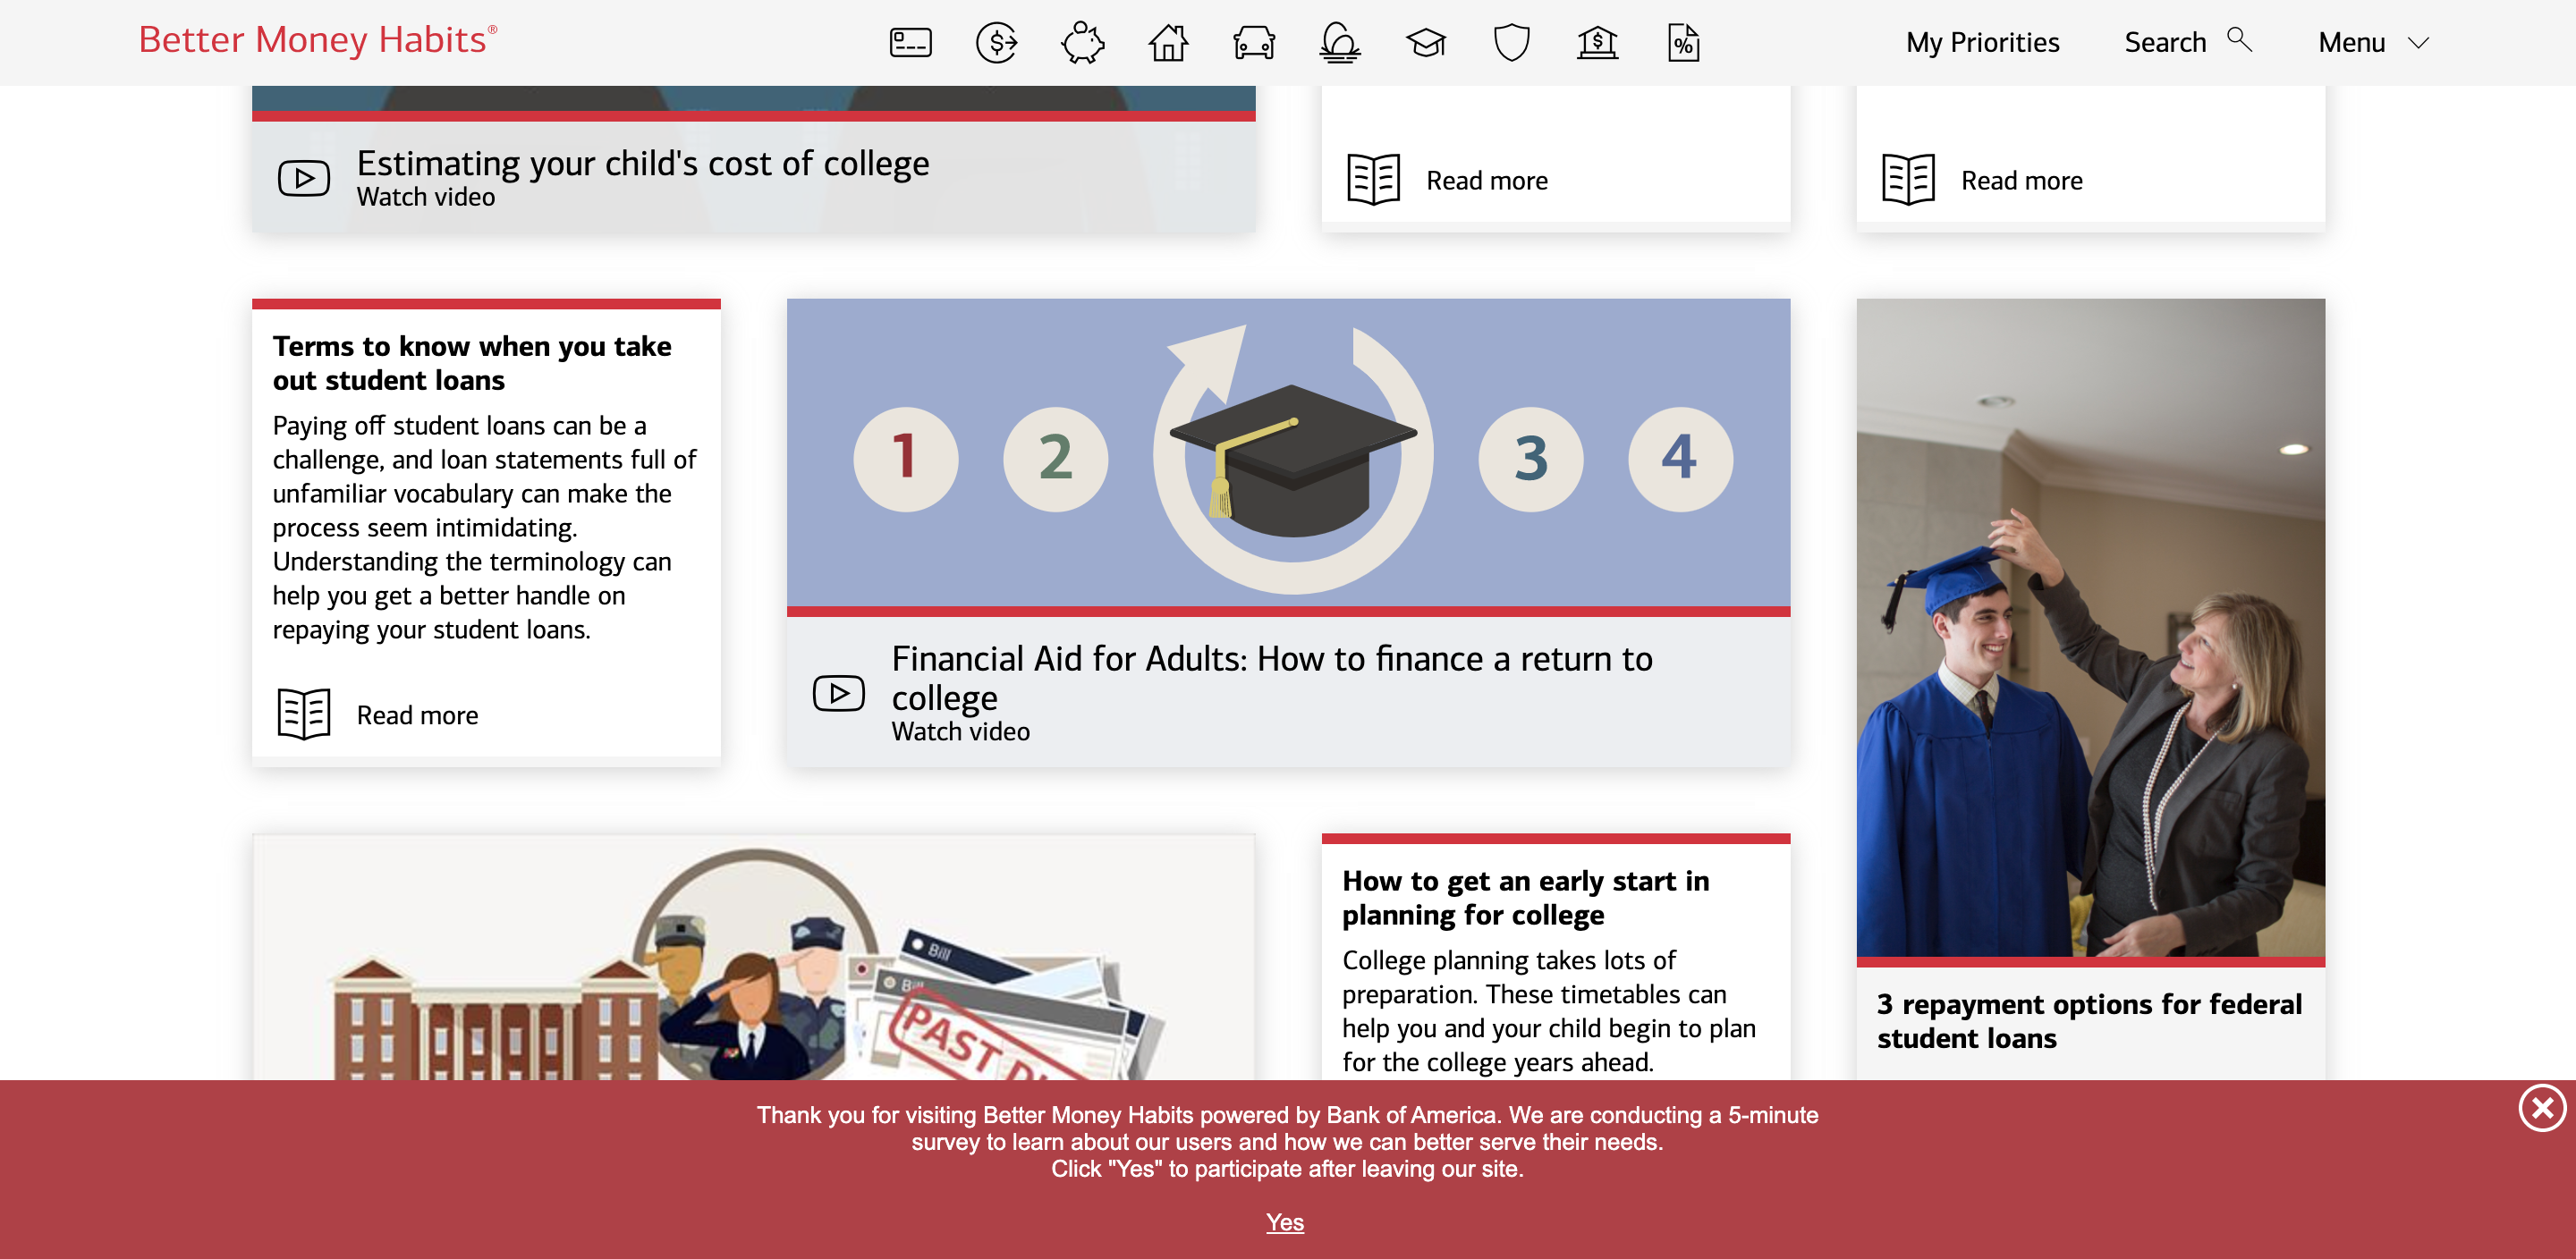 Better Money Habits®
My Priorities
Search
Menu
Estimating your child's cost of college
Watch video
Read more
Read more
Terms to know when you take
out student loans
Paying off student loans can be a
challenge, and loan statements full of
unfamiliar vocabulary can make the
process seem intimidating.
Understanding the terminology can
help you get a better handle on
repaying your student loans.
Read more
1 2 3 4
Financial Aid for Adults: How to finance a return to
college
Watch video
Bill
Bill
PAST
How to get an early start in
planning for college
College planning takes lots of
preparation. These timetables can
help you and your child begin to plan
for the college years ahead.
3 repayment options for federal
student loans
Thank you for visiting Better Money Habits powered by Bank of America. We are conducting a 5-minute
survey to learn about our users and how we can better serve their needs.
Click "Yes" to participate after leaving our site.
Yes